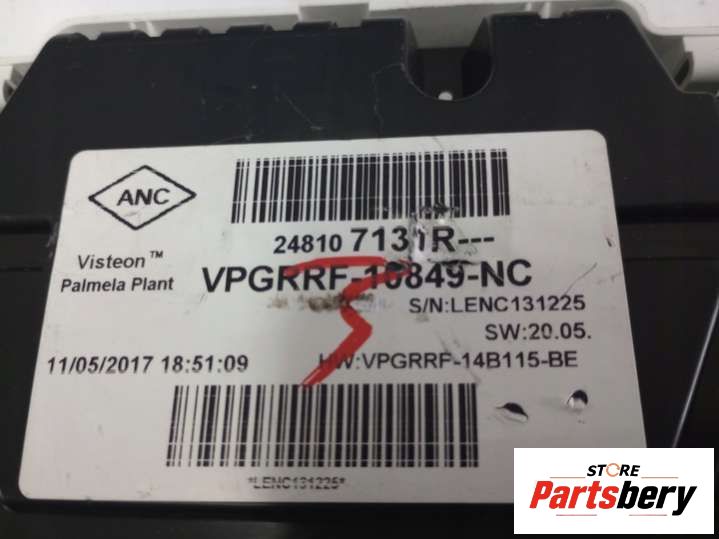 ANC
24810 7131R---
Visteon™
Palmela Plant
VPGRRF-10849-NC
S/N:LENC131225
SW:20.05.
11/05/2017 18:51:09
HW:VPGRRF-14B115-BE
*LENC131225*
5
STORE
Partsbery